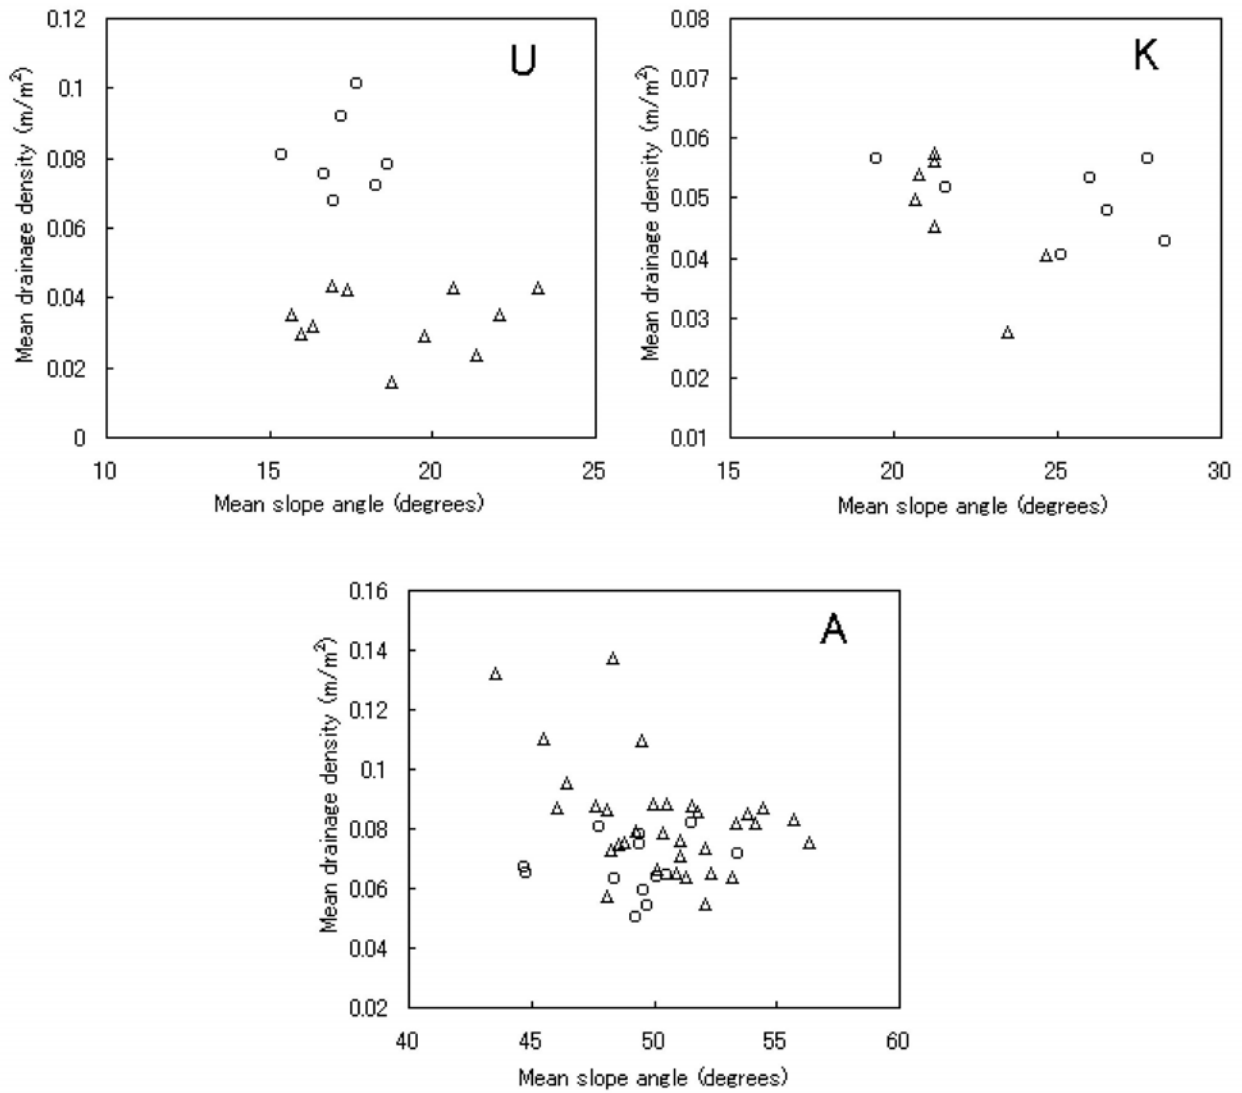 U
Mean drainage density (m/m²)
0.12
0.1
0.08
0.06
0.04
0.02
0
10 15 20 25
Mean slope angle (degrees)
K
Mean drainage density (m/m²)
0.08
0.07
0.06
0.05
0.04
0.03
0.02
0.01
15 20 25 30
Mean slope angle (degrees)
A
Mean drainage density (m/m²)
0.16
0.14
0.12
0.1
0.08
0.06
0.04
0.02
40 45 50 55 60
Mean slope angle (degrees)